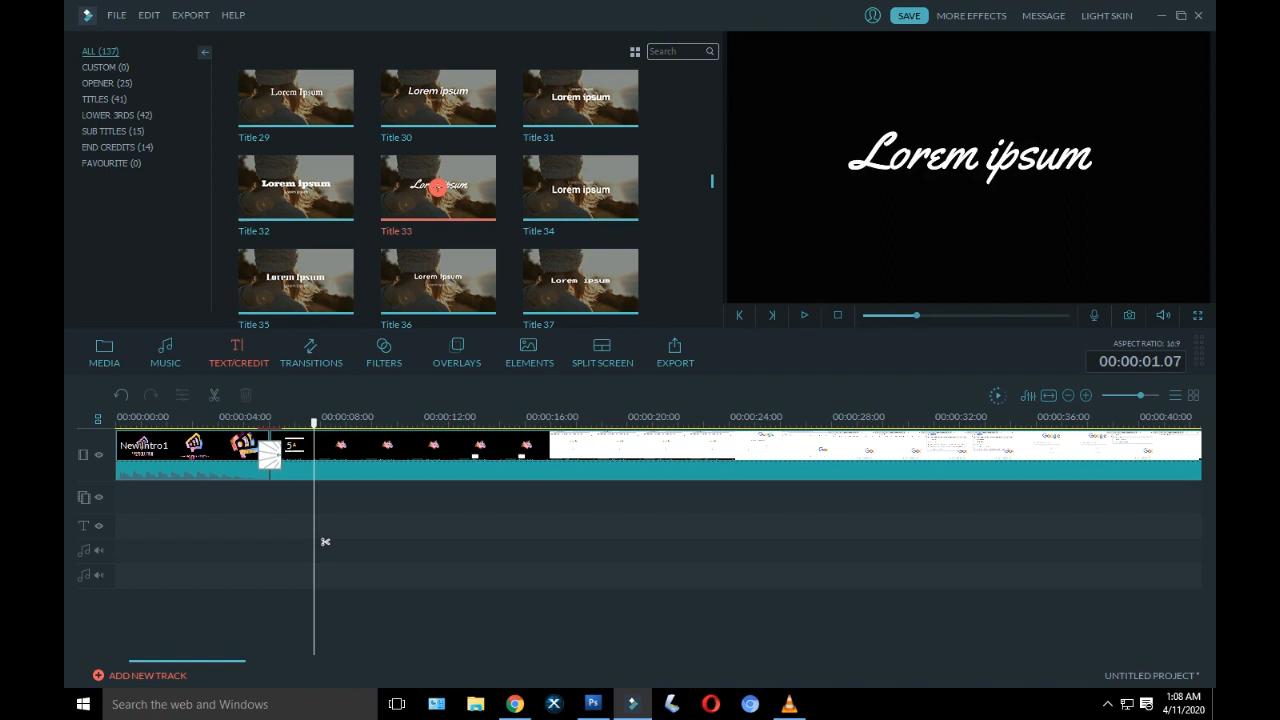 FILE EDIT EXPORT HELP
SAVE MORE EFFECTS MESSAGE LIGHT SKIN
ALL (137)
CUSTOM (0)
OPENER (25)
TITLES (41)
LOWER 3RDS (42)
SUB TITLES (15)
END CREDITS (14)
FAVOURITE (0)
Search
Lorem Ipsum
Lorem ipsum
Lorem ipsum
Title 29
Title 30
Title 31
Lorem ipsum
Lorem ipsum
Title 32
Title 33
Title 34
Lorem ipsum
Lorem Ipsum
Lorem ipsum
Title 35
Title 36
Title 37
Lorem ipsum
MEDIA MUSIC TEXT/CREDIT TRANSITIONS FILTERS OVERLAYS ELEMENTS SPLIT SCREEN EXPORT
ASPECT RATIO: 16:9
00:00:01.07
00:00:00:00 00:00:04:00 00:00:08:00 00:00:12:00 00:00:16:00 00:00:20:00 00:00:24:00 00:00:28:00 00:00:32:00 00:00:36:00 00:00:40:00
NewIntro1
Google
Google
Google
ADD NEW TRACK
UNTITLED PROJECT *
Search the web and Windows
1:08 AM
4/11/2020